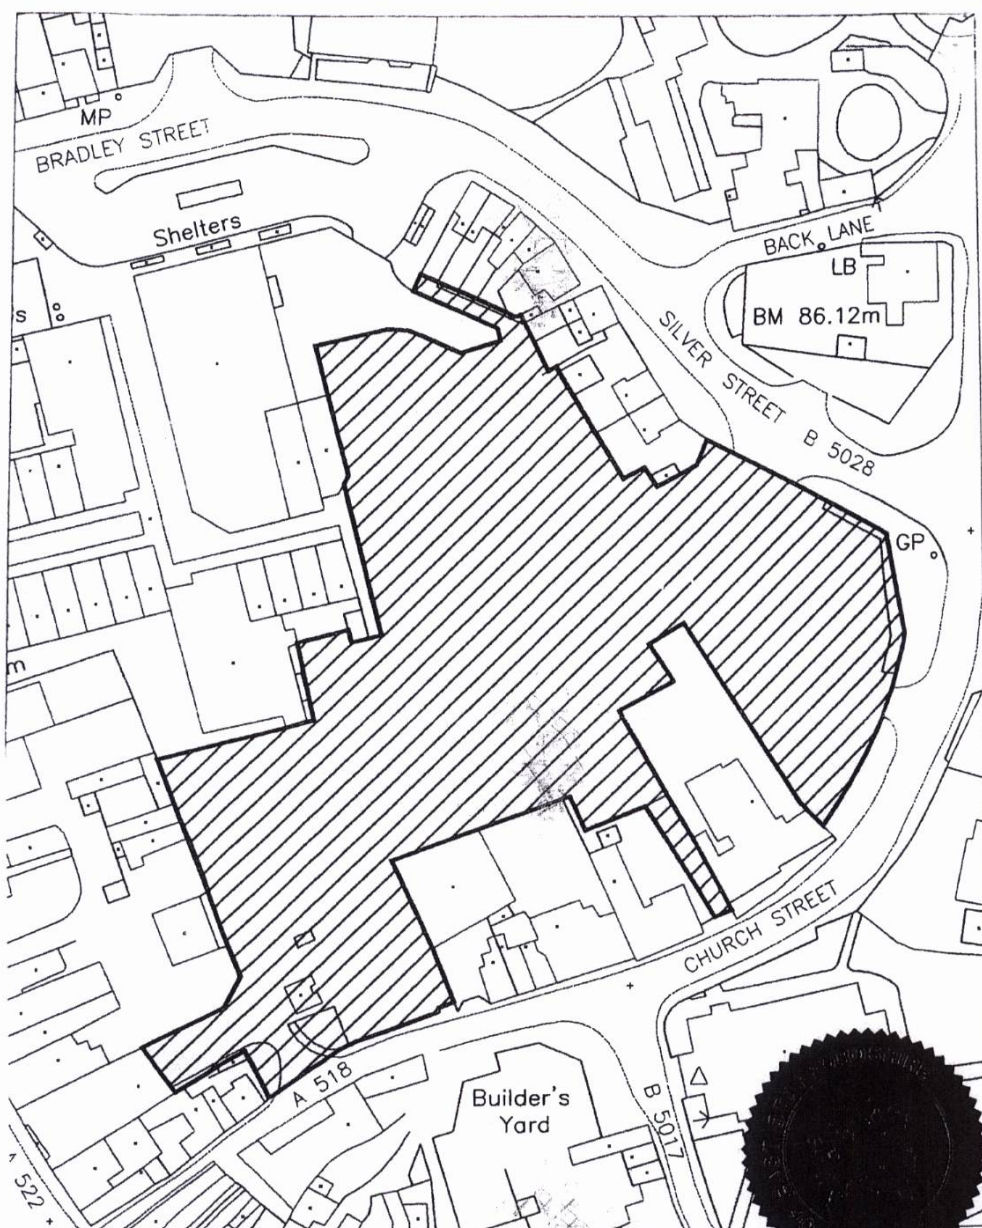 MP
BRADLEY STREET
Shelters
BACK LANE
LB
BM 86.12m
s
SILVER STREET B 5028
GP
m
CHURCH STREET
A 518
Builder's
Yard
B 5017
522